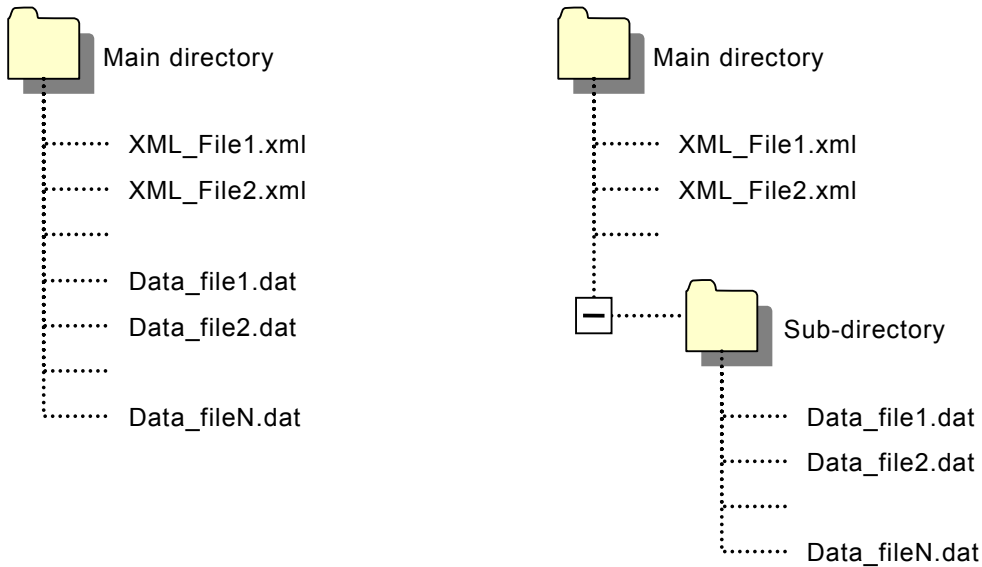 Main directory
XML_File1.xml
XML_File2.xml
Data_file1.dat
Data_file2.dat
Data_fileN.dat
Main directory
XML_File1.xml
XML_File2.xml
Sub-directory
Data_file1.dat
Data_file2.dat
Data_fileN.dat